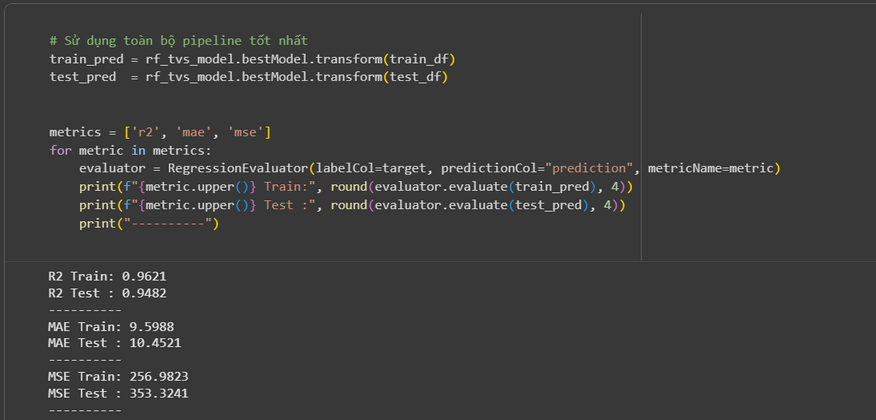 # Sử dụng toàn bộ pipeline tốt nhất
train_pred = rf_tvs_model.bestModel.transform(train_df)
test_pred  = rf_tvs_model.bestModel.transform(test_df)
metrics = ['r2', 'mae', 'mse']
for metric in metrics:
    evaluator = RegressionEvaluator(labelCol=target, predictionCol="prediction", metricName=metric)
    print(f"{metric.upper()} Train:", round(evaluator.evaluate(train_pred), 4))
    print(f"{metric.upper()} Test :", round(evaluator.evaluate(test_pred), 4))
    print("----------")
R2 Train: 0.9621
R2 Test : 0.9482
----------
MAE Train: 9.5988
MAE Test : 10.4521
----------
MSE Train: 256.9823
MSE Test : 353.3241
----------